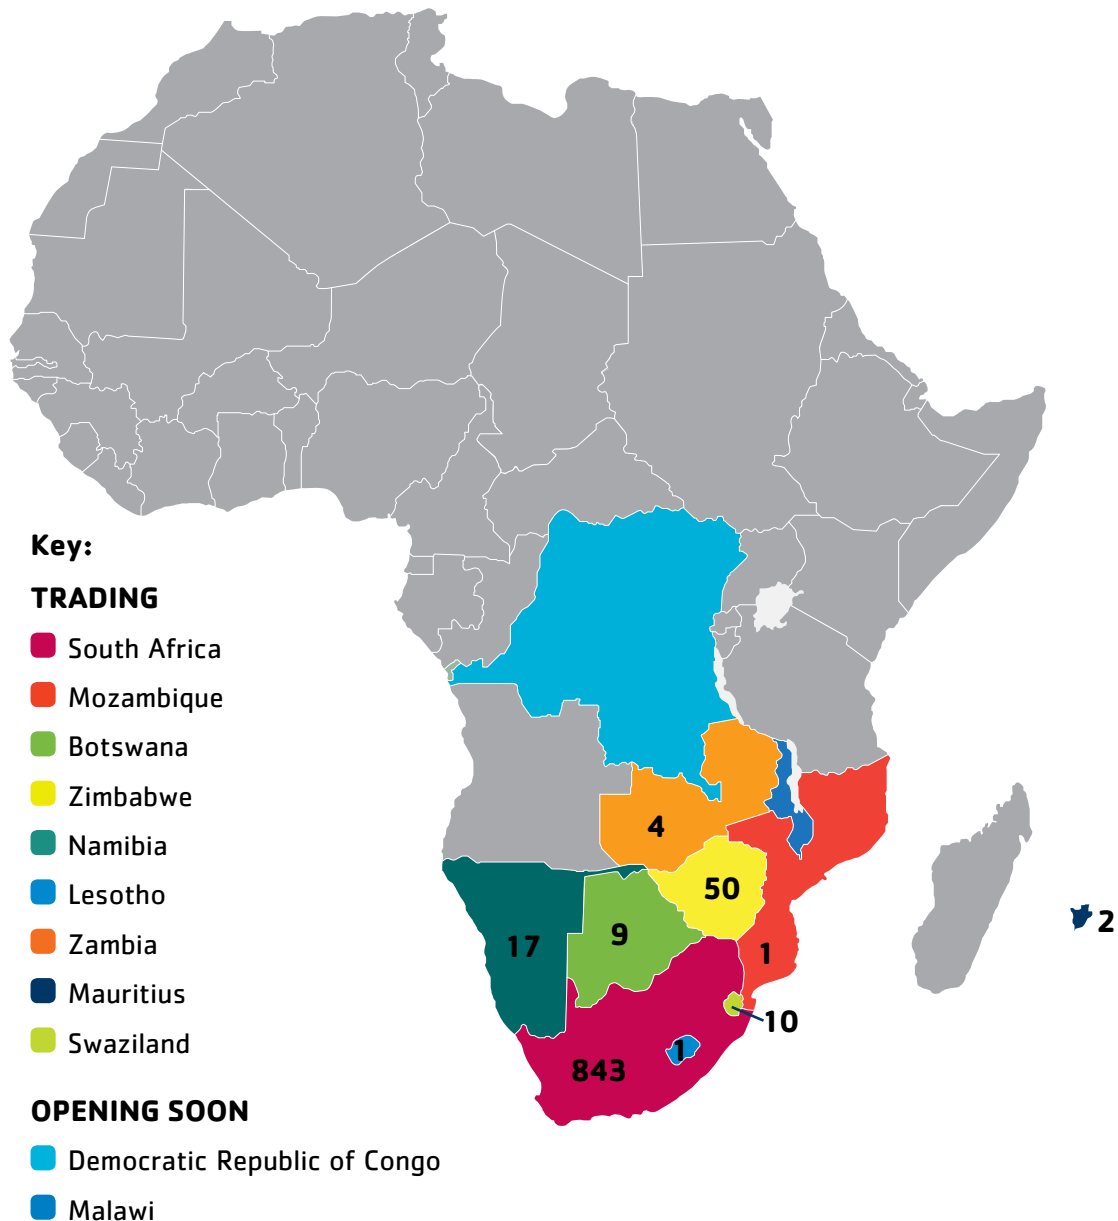 Key:
TRADING
South Africa
Mozambique
Botswana
Zimbabwe
Namibia
Lesotho
Zambia
Mauritius
Swaziland
OPENING SOON
Democratic Republic of Congo
Malawi
4
50
2
17
9
1
10
1
843